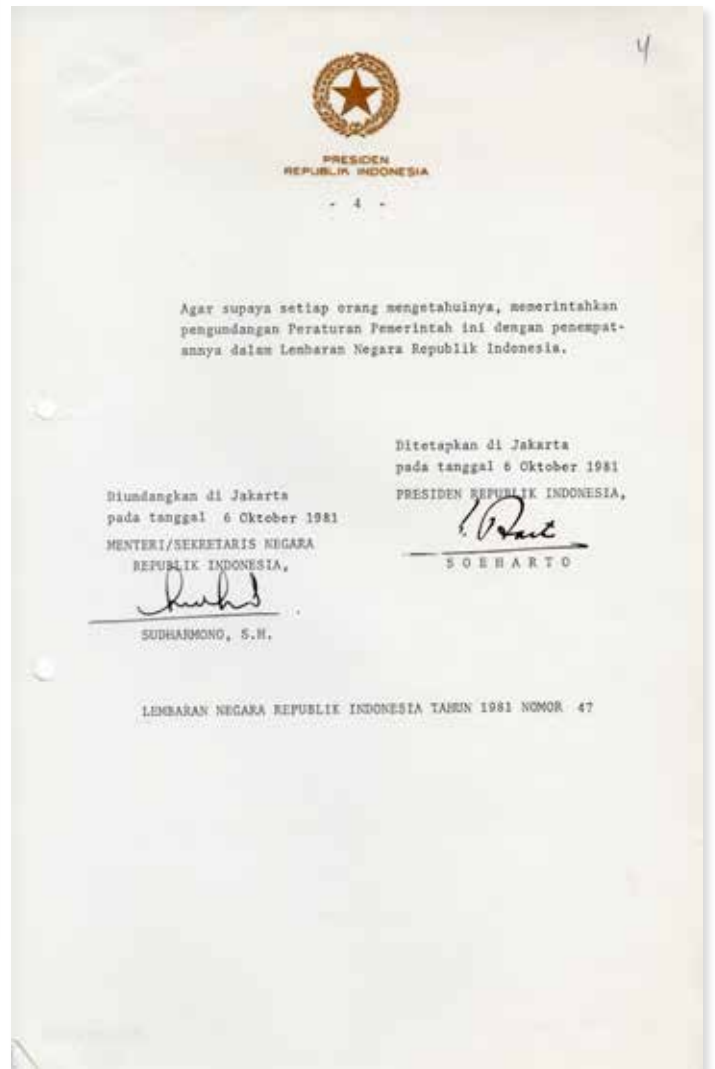 4
PRESIDEN
REPUBLIK INDONESIA
- 4 -
Agar supaya setiap orang mengetahuinya, memerintahkan
pengundangan Peraturan Pemerintah ini dengan penempat-
annya dalam Lembaran Negara Republik Indonesia.
Ditetapkan di Jakarta
pada tanggal 6 Oktober 1981
PRESIDEN REPUBLIK INDONESIA,
SOEHARTO
Diundangkan di Jakarta
pada tanggal 6 Oktober 1981
MENTERI/SEKRETARIS NEGARA
REPUBLIK INDONESIA,
SUDHARMONO, S.H.
LEMBARAN NEGARA REPUBLIK INDONESIA TAHUN 1981 NOMOR 47